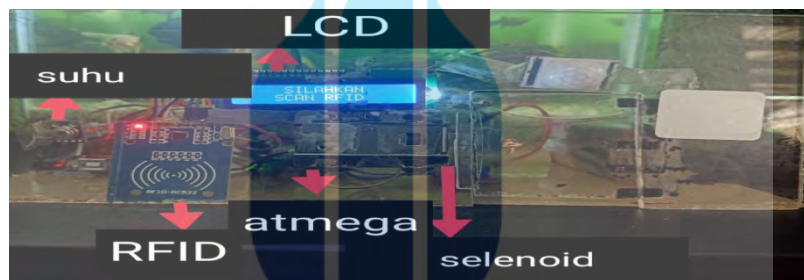 LCD
suhu
SILAHKAN
SCAN RFID
atmega
RFID
selenoid